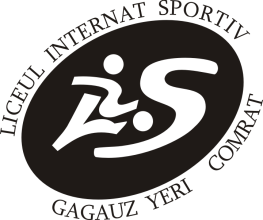 LICEUL INTERNAT SPORTIV
LIS
GAGAUZ YERI COMRAT